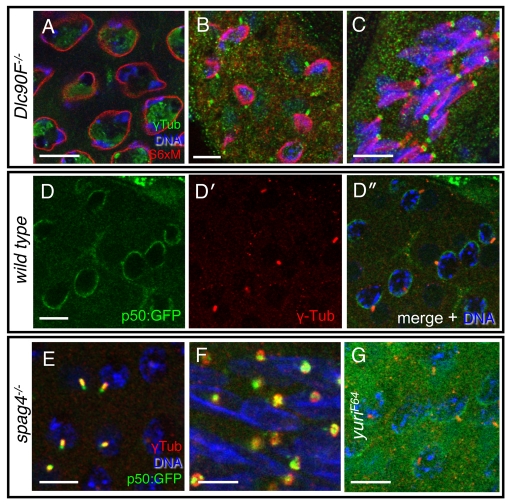 Dlc90F-/-
A
γTub
DNA
S6xM
B
C
wild type
D
p50:GFP
D′
γ-Tub
D″
merge + DNA
spag4-/-
E
γTub
DNA
p50:GFP
F
G
yuriF64